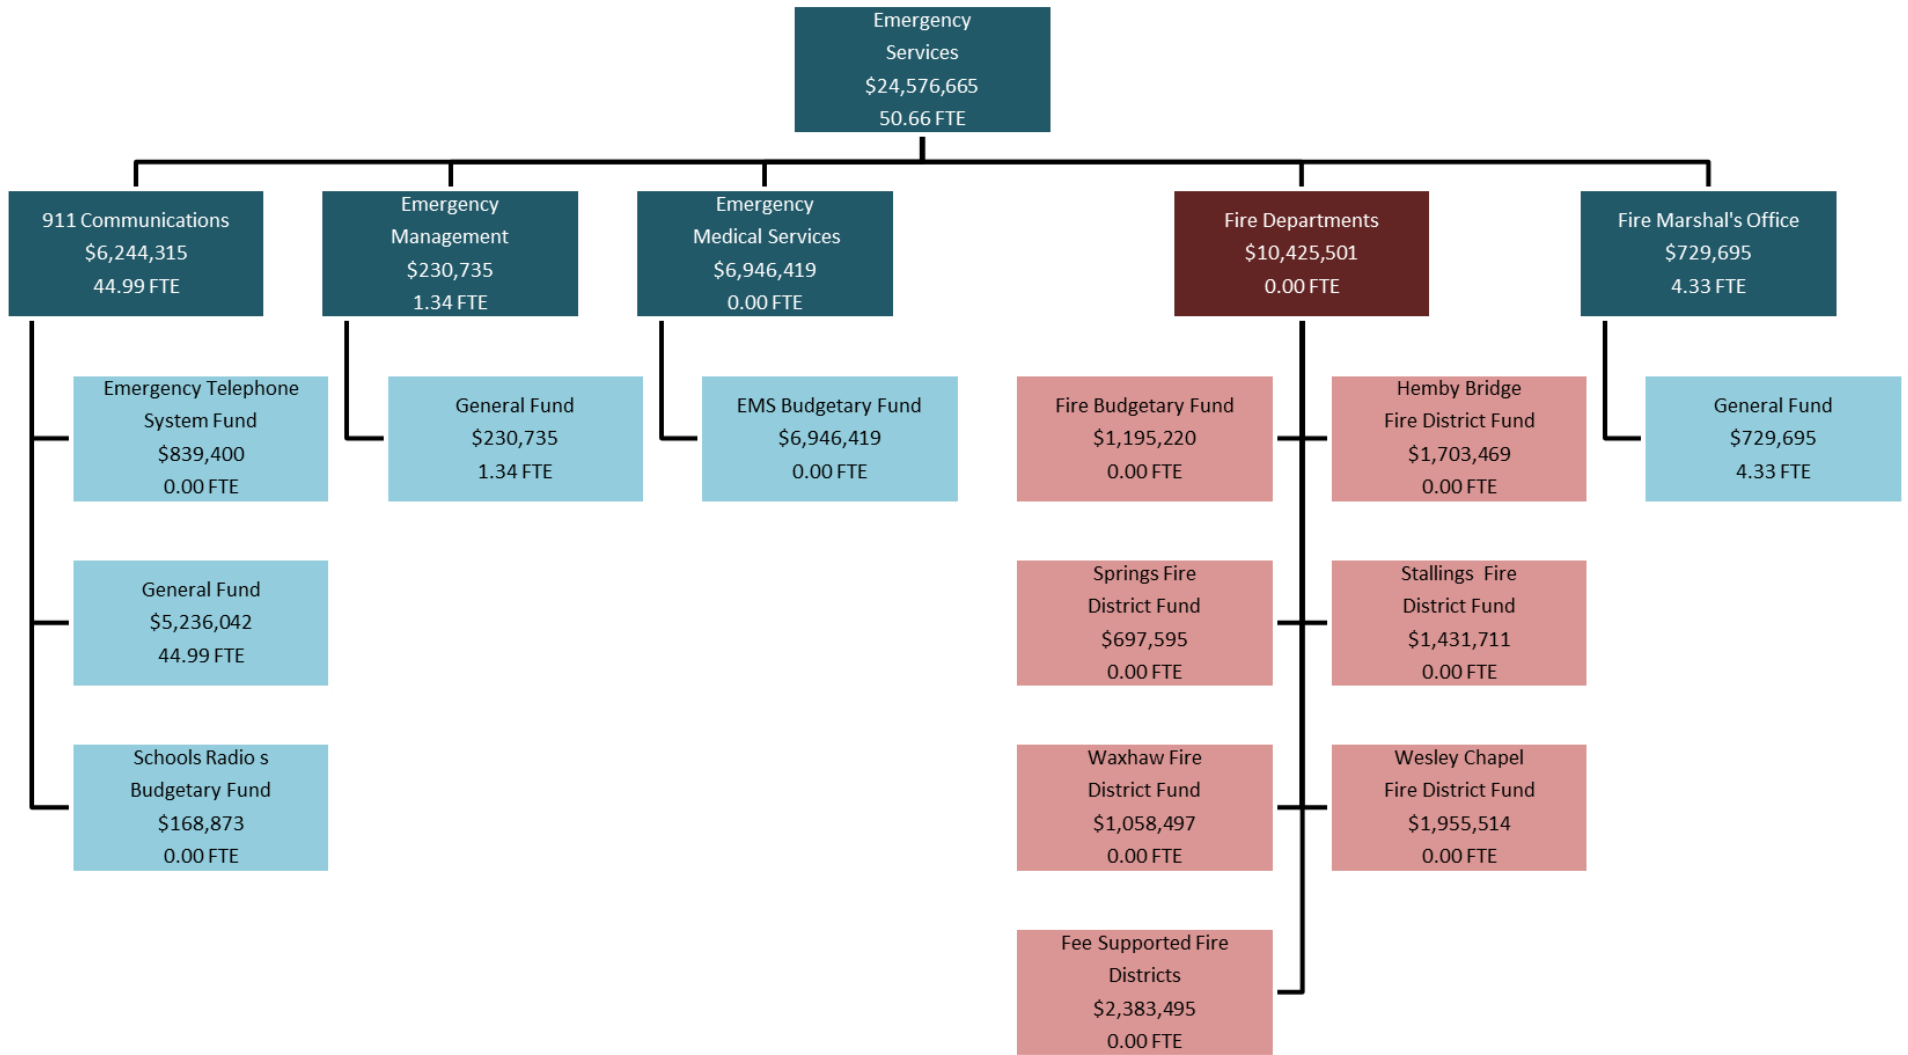 Emergency
Services
$24,576,665
50.66 FTE
911 Communications
$6,244,315
44.99 FTE
Emergency
Management
$230,735
1.34 FTE
Emergency
Medical Services
$6,946,419
0.00 FTE
Fire Departments
$10,425,501
0.00 FTE
Fire Marshal's Office
$729,695
4.33 FTE
Emergency Telephone
System Fund
$839,400
0.00 FTE
General Fund
$230,735
1.34 FTE
EMS Budgetary Fund
$6,946,419
0.00 FTE
Fire Budgetary Fund
$1,195,220
0.00 FTE
Hemby Bridge
Fire District Fund
$1,703,469
0.00 FTE
General Fund
$729,695
4.33 FTE
General Fund
$5,236,042
44.99 FTE
Springs Fire
District Fund
$697,595
0.00 FTE
Stallings  Fire
District Fund
$1,431,711
0.00 FTE
Schools Radio s
Budgetary Fund
$168,873
0.00 FTE
Waxhaw Fire
District Fund
$1,058,497
0.00 FTE
Wesley Chapel
Fire District Fund
$1,955,514
0.00 FTE
Fee Supported Fire
Districts
$2,383,495
0.00 FTE